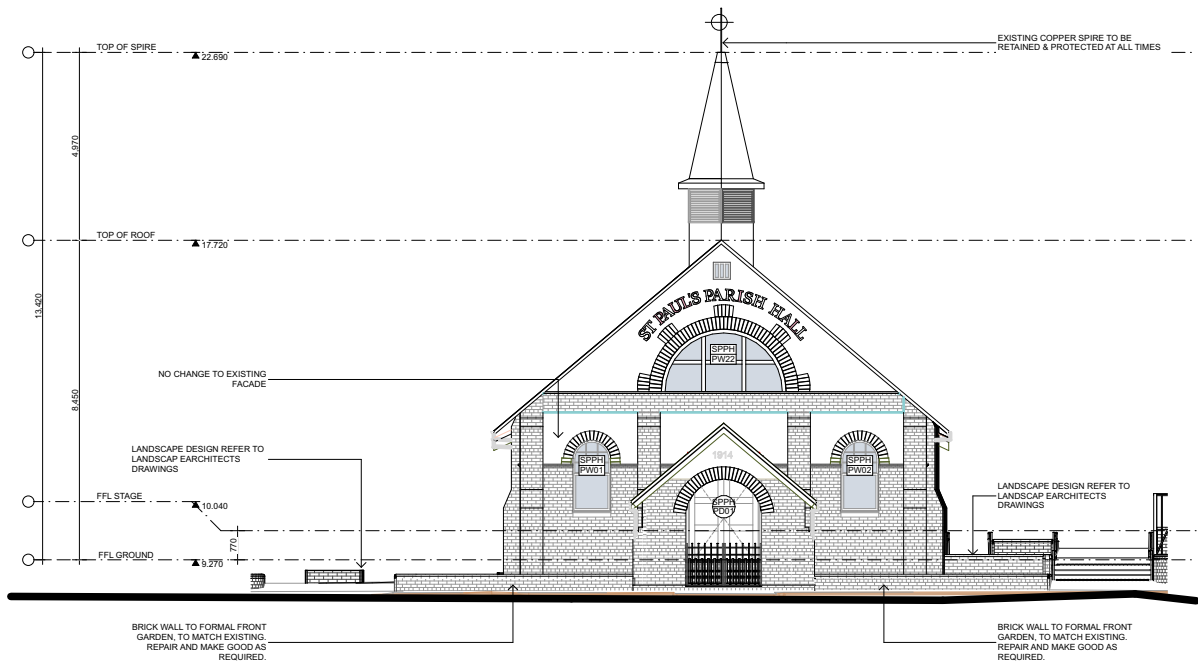 TOP OF SPIRE
22.690
EXISTING COPPER SPIRE TO BE
RETAINED & PROTECTED AT ALL TIMES
4.970
TOP OF ROOF
17.720
13.420
ST PAUL'S PARISH HALL
SPPH
PW22
NO CHANGE TO EXISTING
FACADE
8.450
1914
LANDSCAPE DESIGN REFER TO
LANDSCAP EARCHITECTS
DRAWINGS
SPPH
PW01
SPPH
PW02
FFL STAGE
10.040
SPPH
PD01
LANDSCAPE DESIGN REFER TO
LANDSCAP EARCHITECTS
DRAWINGS
770
FFL GROUND
9.270
BRICK WALL TO FORMAL FRONT
GARDEN, TO MATCH EXISTING.
REPAIR AND MAKE GOOD AS
REQUIRED.
BRICK WALL TO FORMAL FRONT
GARDEN, TO MATCH EXISTING.
REPAIR AND MAKE GOOD AS
REQUIRED.